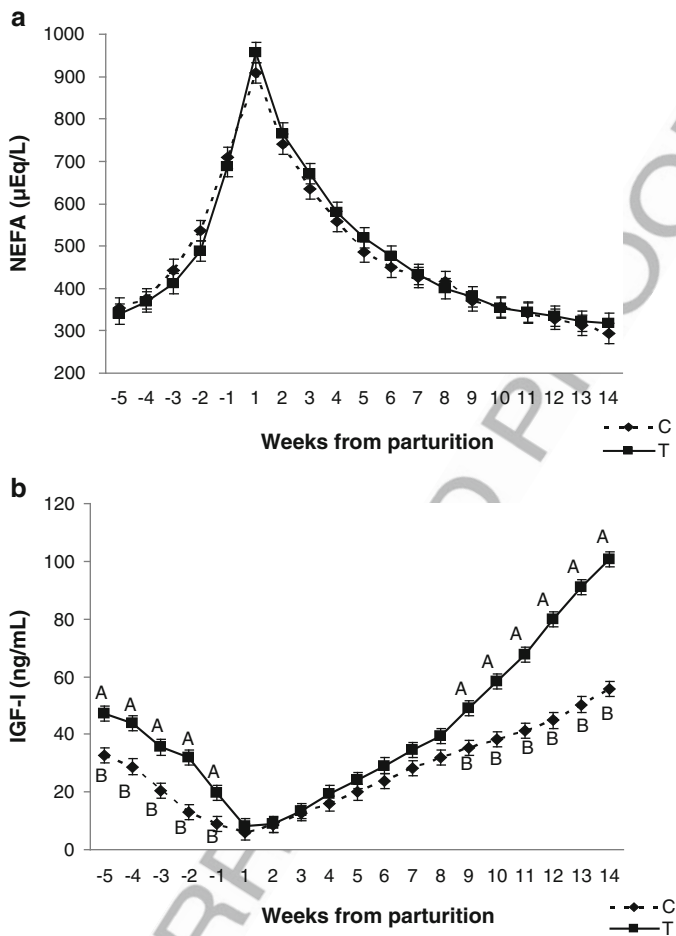 a
1000
900
800
700
600
500
400
300
200
NEFA (µEq/L)
-5 -4 -3 -2 -1 1 2 3 4 5 6 7 8 9 10 11 12 13 14
Weeks from parturition
C
T
b
120
100
80
60
40
20
0
IGF-I (ng/mL)
A A A A A
B B B B B
A A A A A A
B B B B B B
-5 -4 -3 -2 -1 1 2 3 4 5 6 7 8 9 10 11 12 13 14
Weeks from parturition
C
T